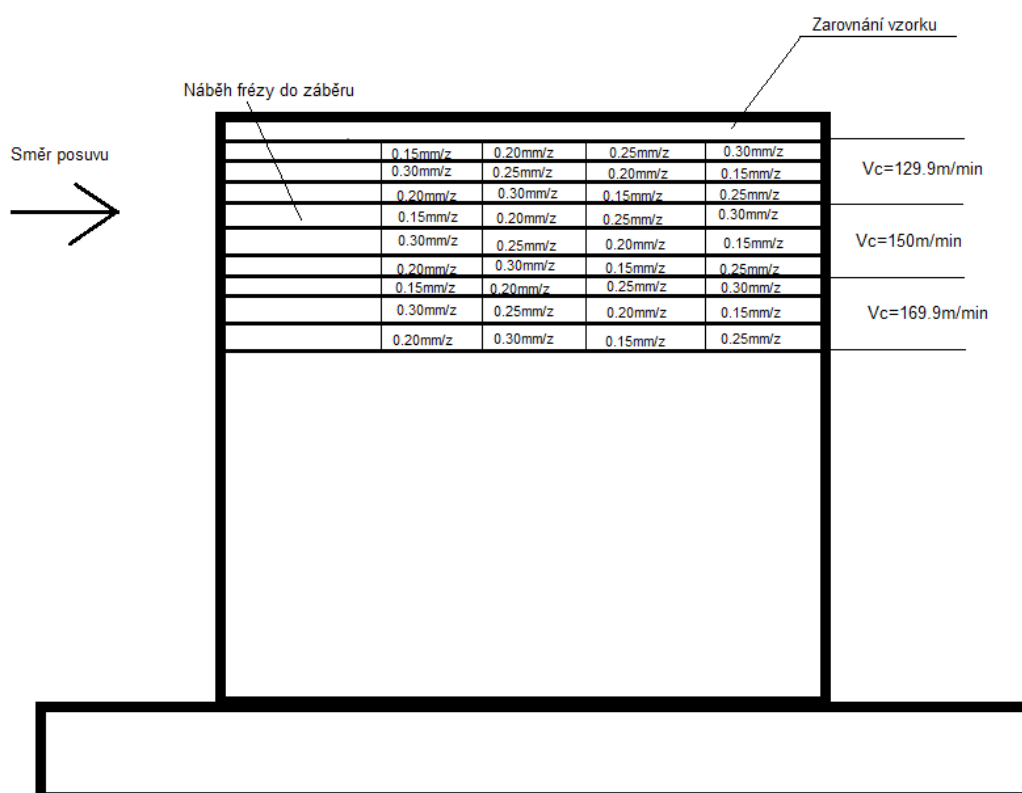 Zarovnání vzorku
Náběh frézy do záběru
Směr posuvu
0.15mm/z 0.20mm/z 0.25mm/z 0.30mm/z
0.30mm/z 0.25mm/z 0.20mm/z 0.15mm/z
Vc=129.9m/min
0.20mm/z 0.30mm/z 0.15mm/z 0.25mm/z
0.15mm/z 0.20mm/z 0.25mm/z 0.30mm/z
0.30mm/z 0.25mm/z 0.20mm/z 0.15mm/z
Vc=150m/min
0.20mm/z 0.30mm/z 0.15mm/z 0.25mm/z
0.15mm/z 0.20mm/z 0.25mm/z 0.30mm/z
0.30mm/z 0.25mm/z 0.20mm/z 0.15mm/z
Vc=169.9m/min
0.20mm/z 0.30mm/z 0.15mm/z 0.25mm/z